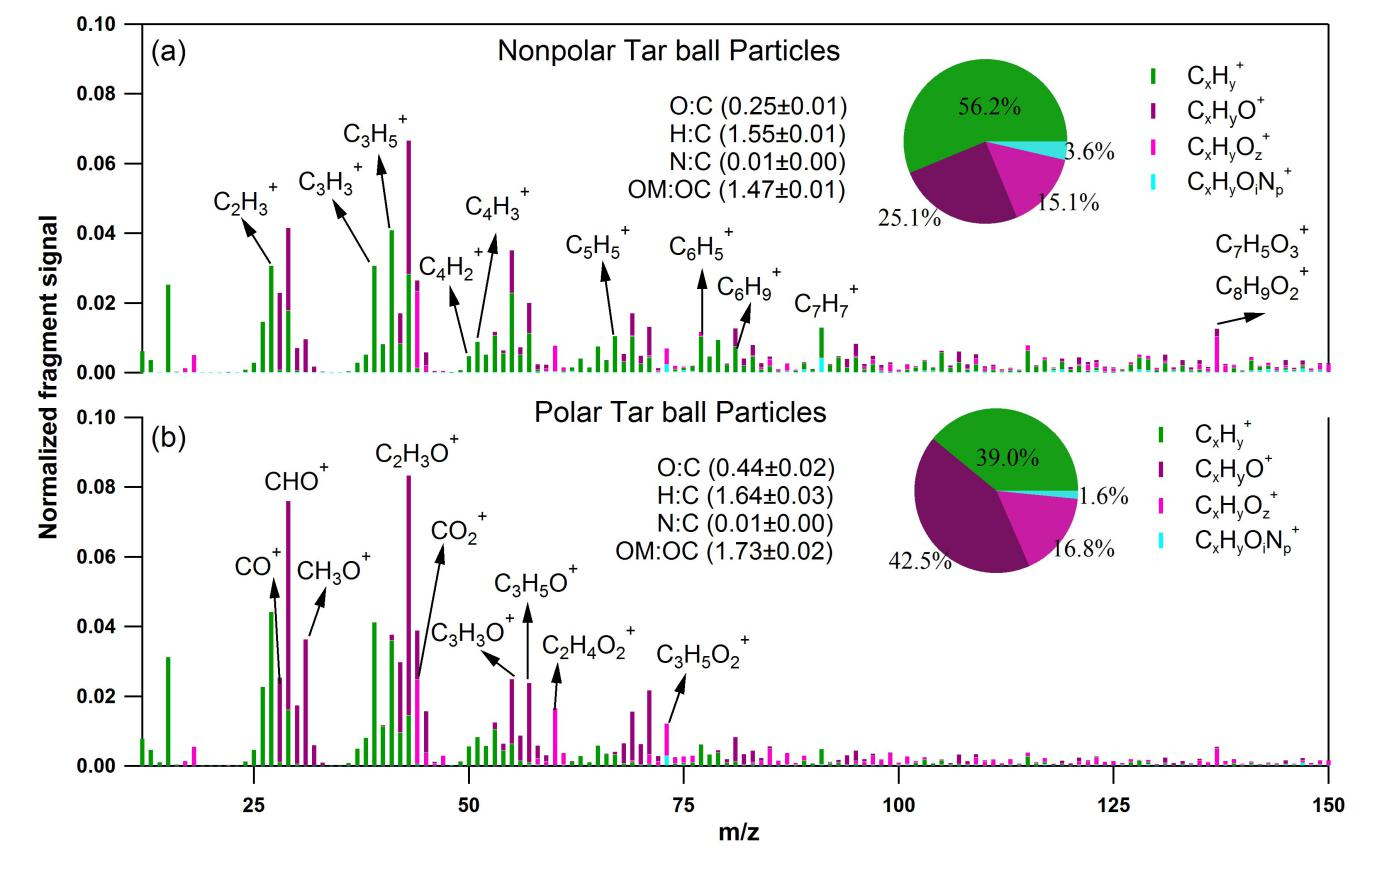 Normalized fragment signal
0.10
0.08
0.06
0.04
0.02
0.00
(a)
Nonpolar Tar ball Particles
O:C (0.25±0.01)
H:C (1.55±0.01)
N:C (0.01±0.00)
OM:OC (1.47±0.01)
56.2%
3.6%
15.1%
25.1%
CxHy+
CxHyO+
CxHyOz+
CxHyOiNp+
C2H3+
C3H3+
C3H5+
C4H2+
C4H3+
C5H5+
C6H5+
C6H9+
C7H7+
C7H5O3+
C8H9O2+
0.10
0.08
0.06
0.04
0.02
0.00
(b)
Polar Tar ball Particles
O:C (0.44±0.02)
H:C (1.64±0.03)
N:C (0.01±0.00)
OM:OC (1.73±0.02)
39.0%
1.6%
16.8%
42.5%
CxHy+
CxHyO+
CxHyOz+
CxHyOiNp+
CO+
CHO+
CH3O+
C2H3O+
CO2+
C3H3O+
C3H5O+
C2H4O2+
C3H5O2+
25 50 75 100 125 150
m/z